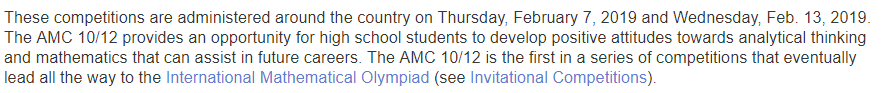 These competitions are administered around the country on Thursday, February 7, 2019 and Wednesday, Feb. 13, 2019.
The AMC 10/12 provides an opportunity for high school students to develop positive attitudes towards analytical thinking
and mathematics that can assist in future careers. The AMC 10/12 is the first in a series of competitions that eventually
lead all the way to the International Mathematical Olympiad (see Invitational Competitions).